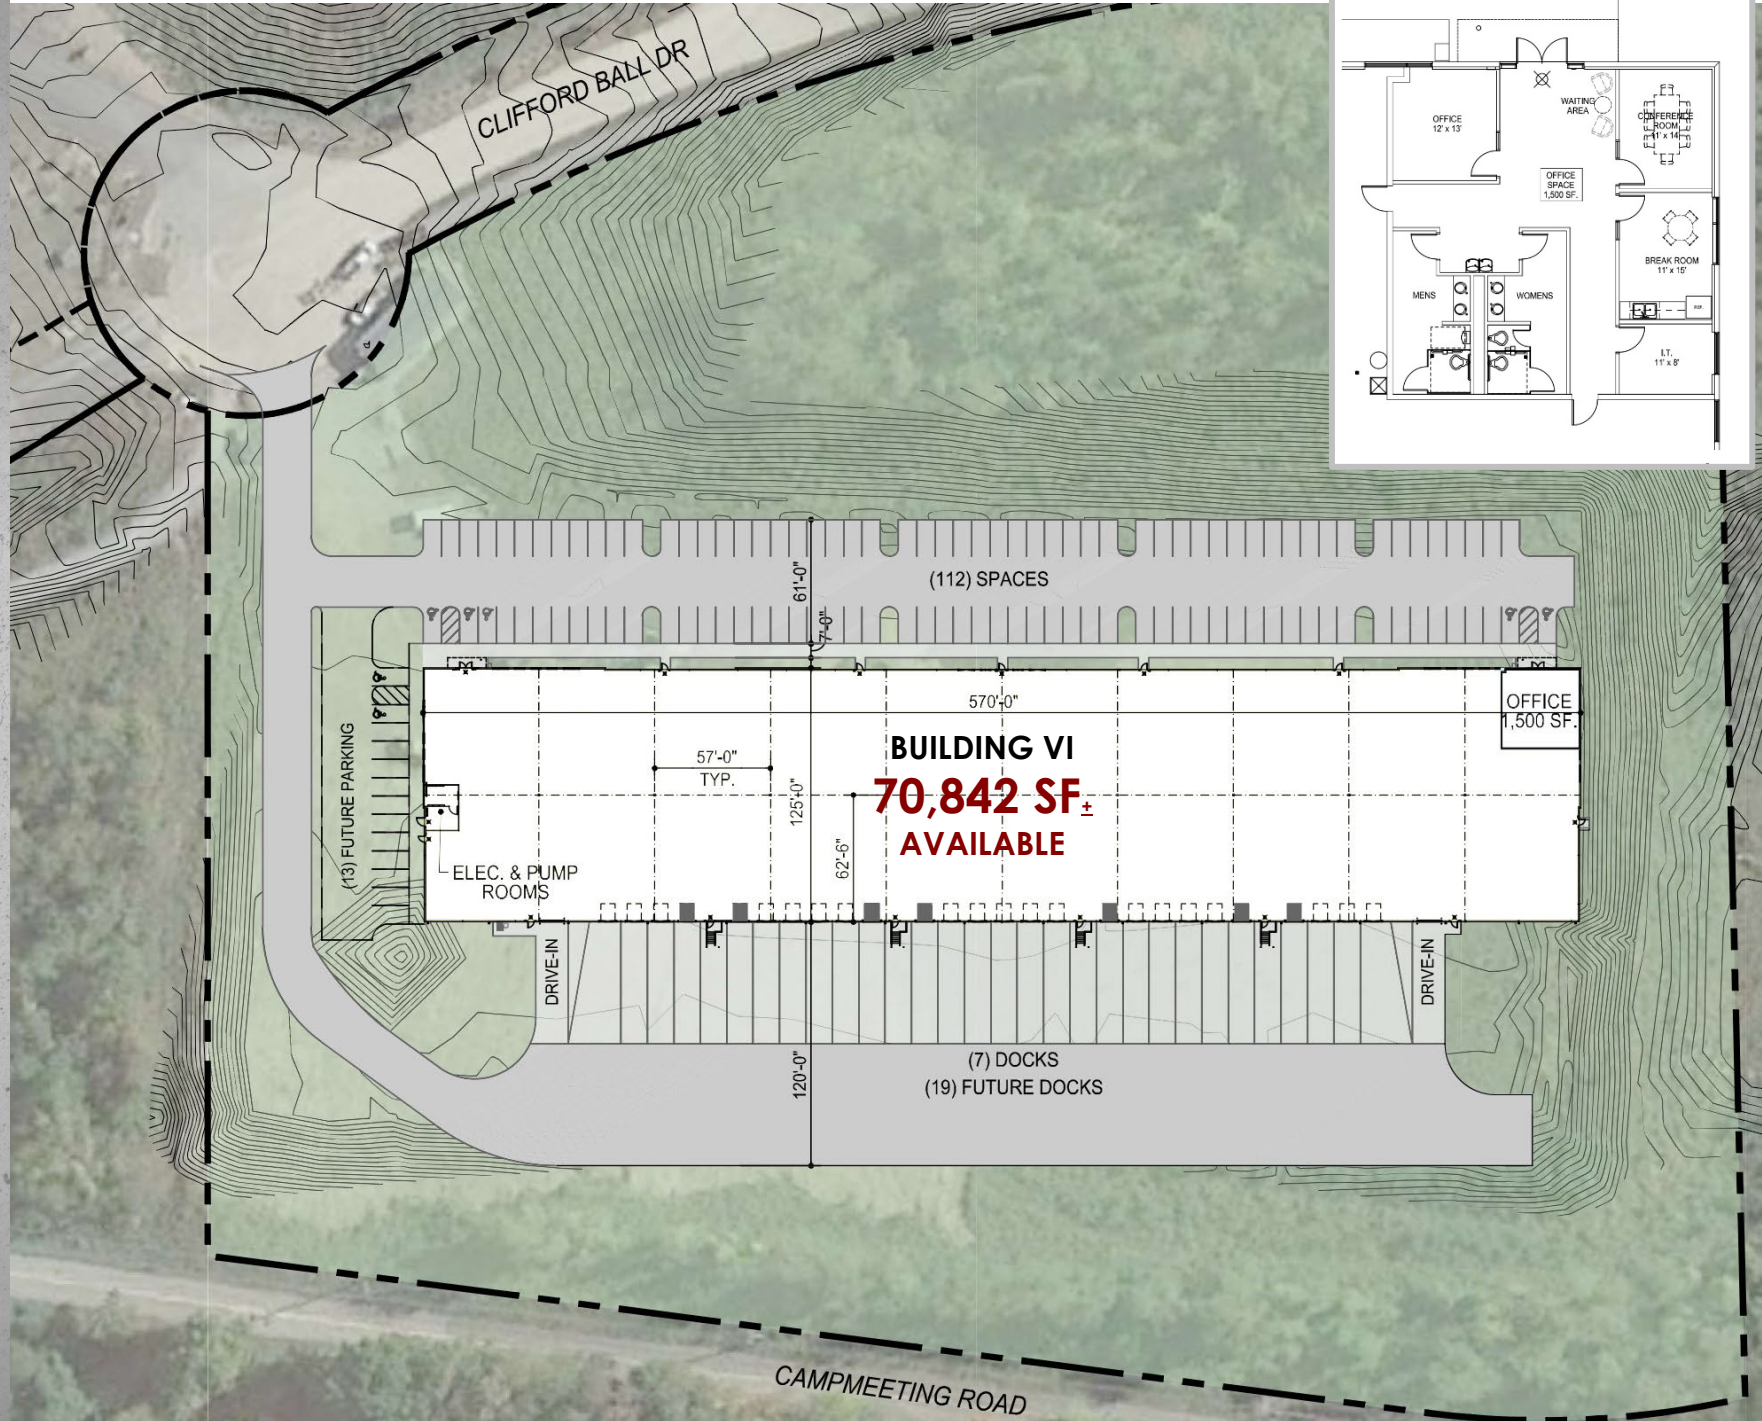 CLIFFORD BALL DR
OFFICE
12' x 13'
WAITING
AREA
CONFERENCE
ROOM
11' x 14'
OFFICE
SPACE
1,500 SF.
BREAK ROOM
11' x 15'
MENS
WOMENS
REF.
I.T.
11' x 8'
61'-0"
(112) SPACES
7'-0"
570'-0"
OFFICE
1,500 SF.
57'-0"
TYP.
BUILDING VI
70,842 SF±
AVAILABLE
125'-0"
62'-6"
(13) FUTURE PARKING
ELEC. & PUMP
ROOMS
DRIVE-IN
DRIVE-IN
120'-0"
(7) DOCKS
(19) FUTURE DOCKS
CAMPMEETING ROAD